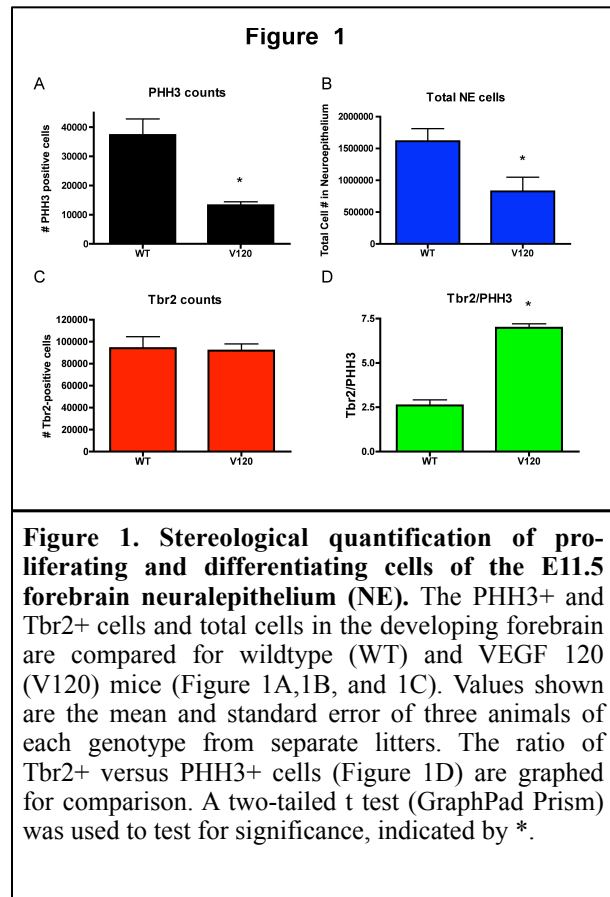 Figure 1
A
PHH3 counts
# PHH3 positive cells
40000
30000
20000
10000
0
*
WT
V120
B
Total NE cells
Total Cell # in Neuroepithelium
2000000
1500000
1000000
500000
0
*
WT
V120
C
Tbr2 counts
# Tbr2-positive cells
120000
100000
80000
60000
40000
20000
0
WT
V120
D
Tbr2/PHH3
Tbr2/PHH3
7.5
5.0
2.5
0.0
*
WT
V120
Figure 1. Stereological quantification of pro-
liferating and differentiating cells of the E11.5
forebrain neuralepithelium (NE). The PHH3+ and
Tbr2+ cells and total cells in the developing forebrain
are compared for wildtype (WT) and VEGF 120
(V120) mice (Figure 1A,1B, and 1C). Values shown
are the mean and standard error of three animals of
each genotype from separate litters. The ratio of
Tbr2+ versus PHH3+ cells (Figure 1D) are graphed
for comparison. A two-tailed t test (GraphPad Prism)
was used to test for significance, indicated by *.